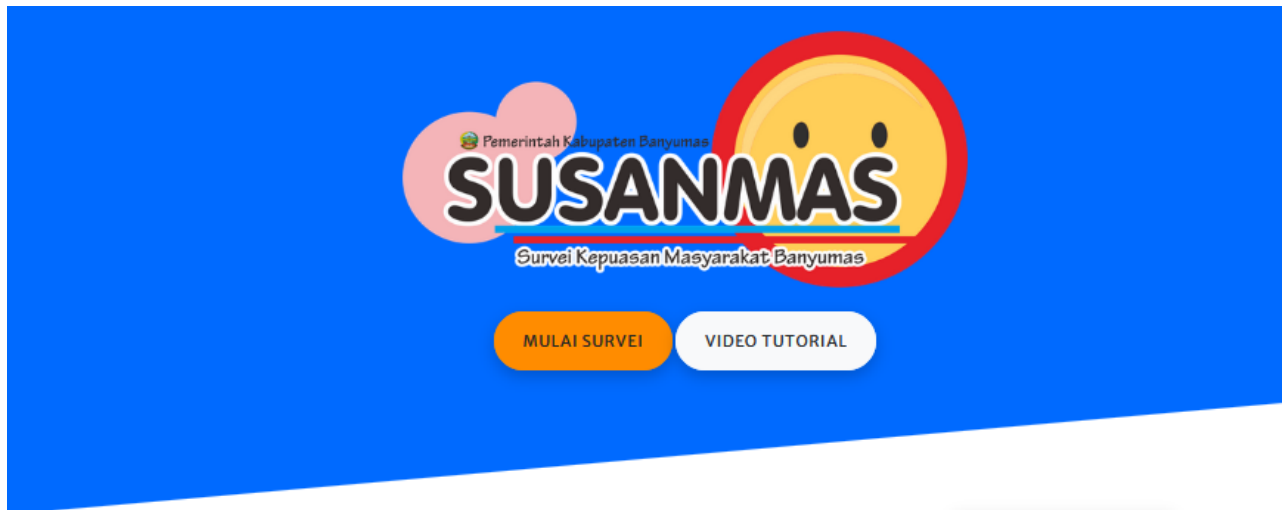 Pemerintah Kabupaten Banyumas
SUSANMAS
Survei Kepuasan Masyarakat Banyumas
MULAI SURVEI
VIDEO TUTORIAL